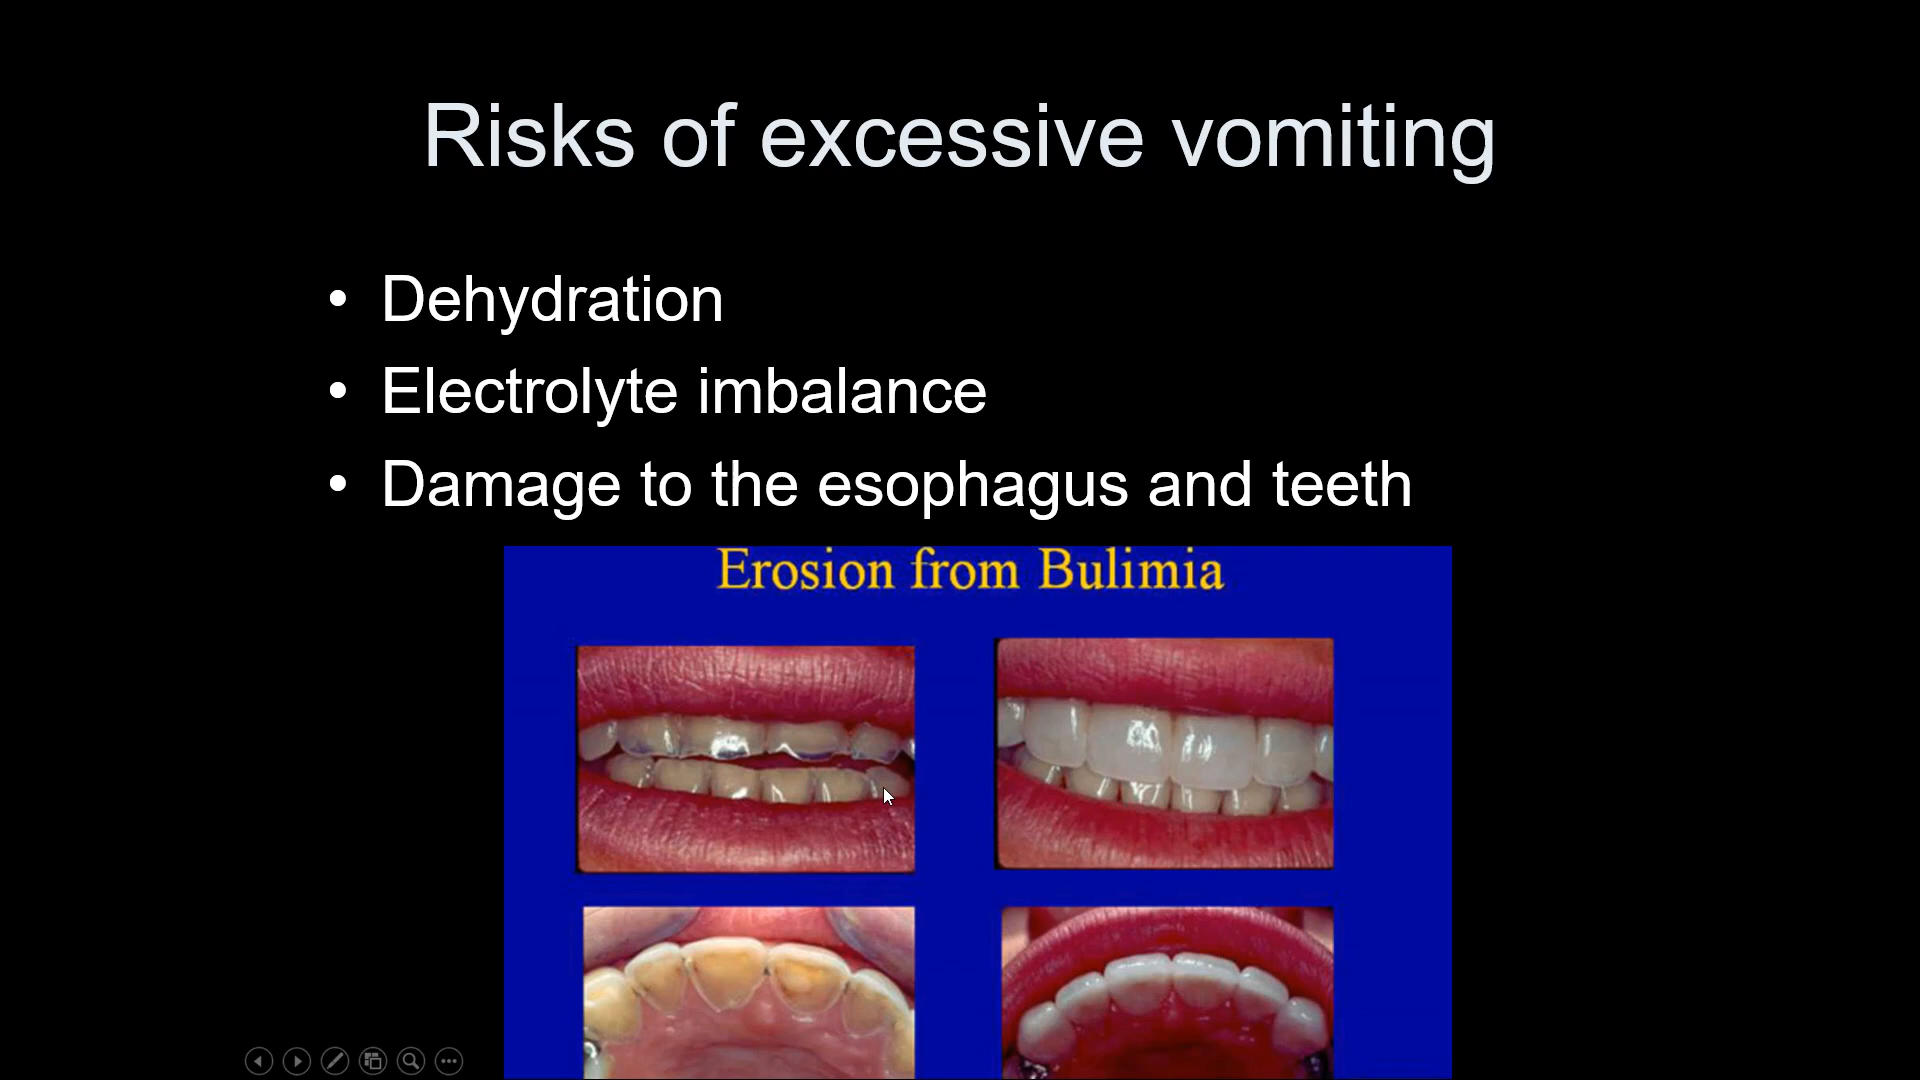 Risks of excessive vomiting
• Dehydration
• Electrolyte imbalance
• Damage to the esophagus and teeth
Erosion from Bulimia